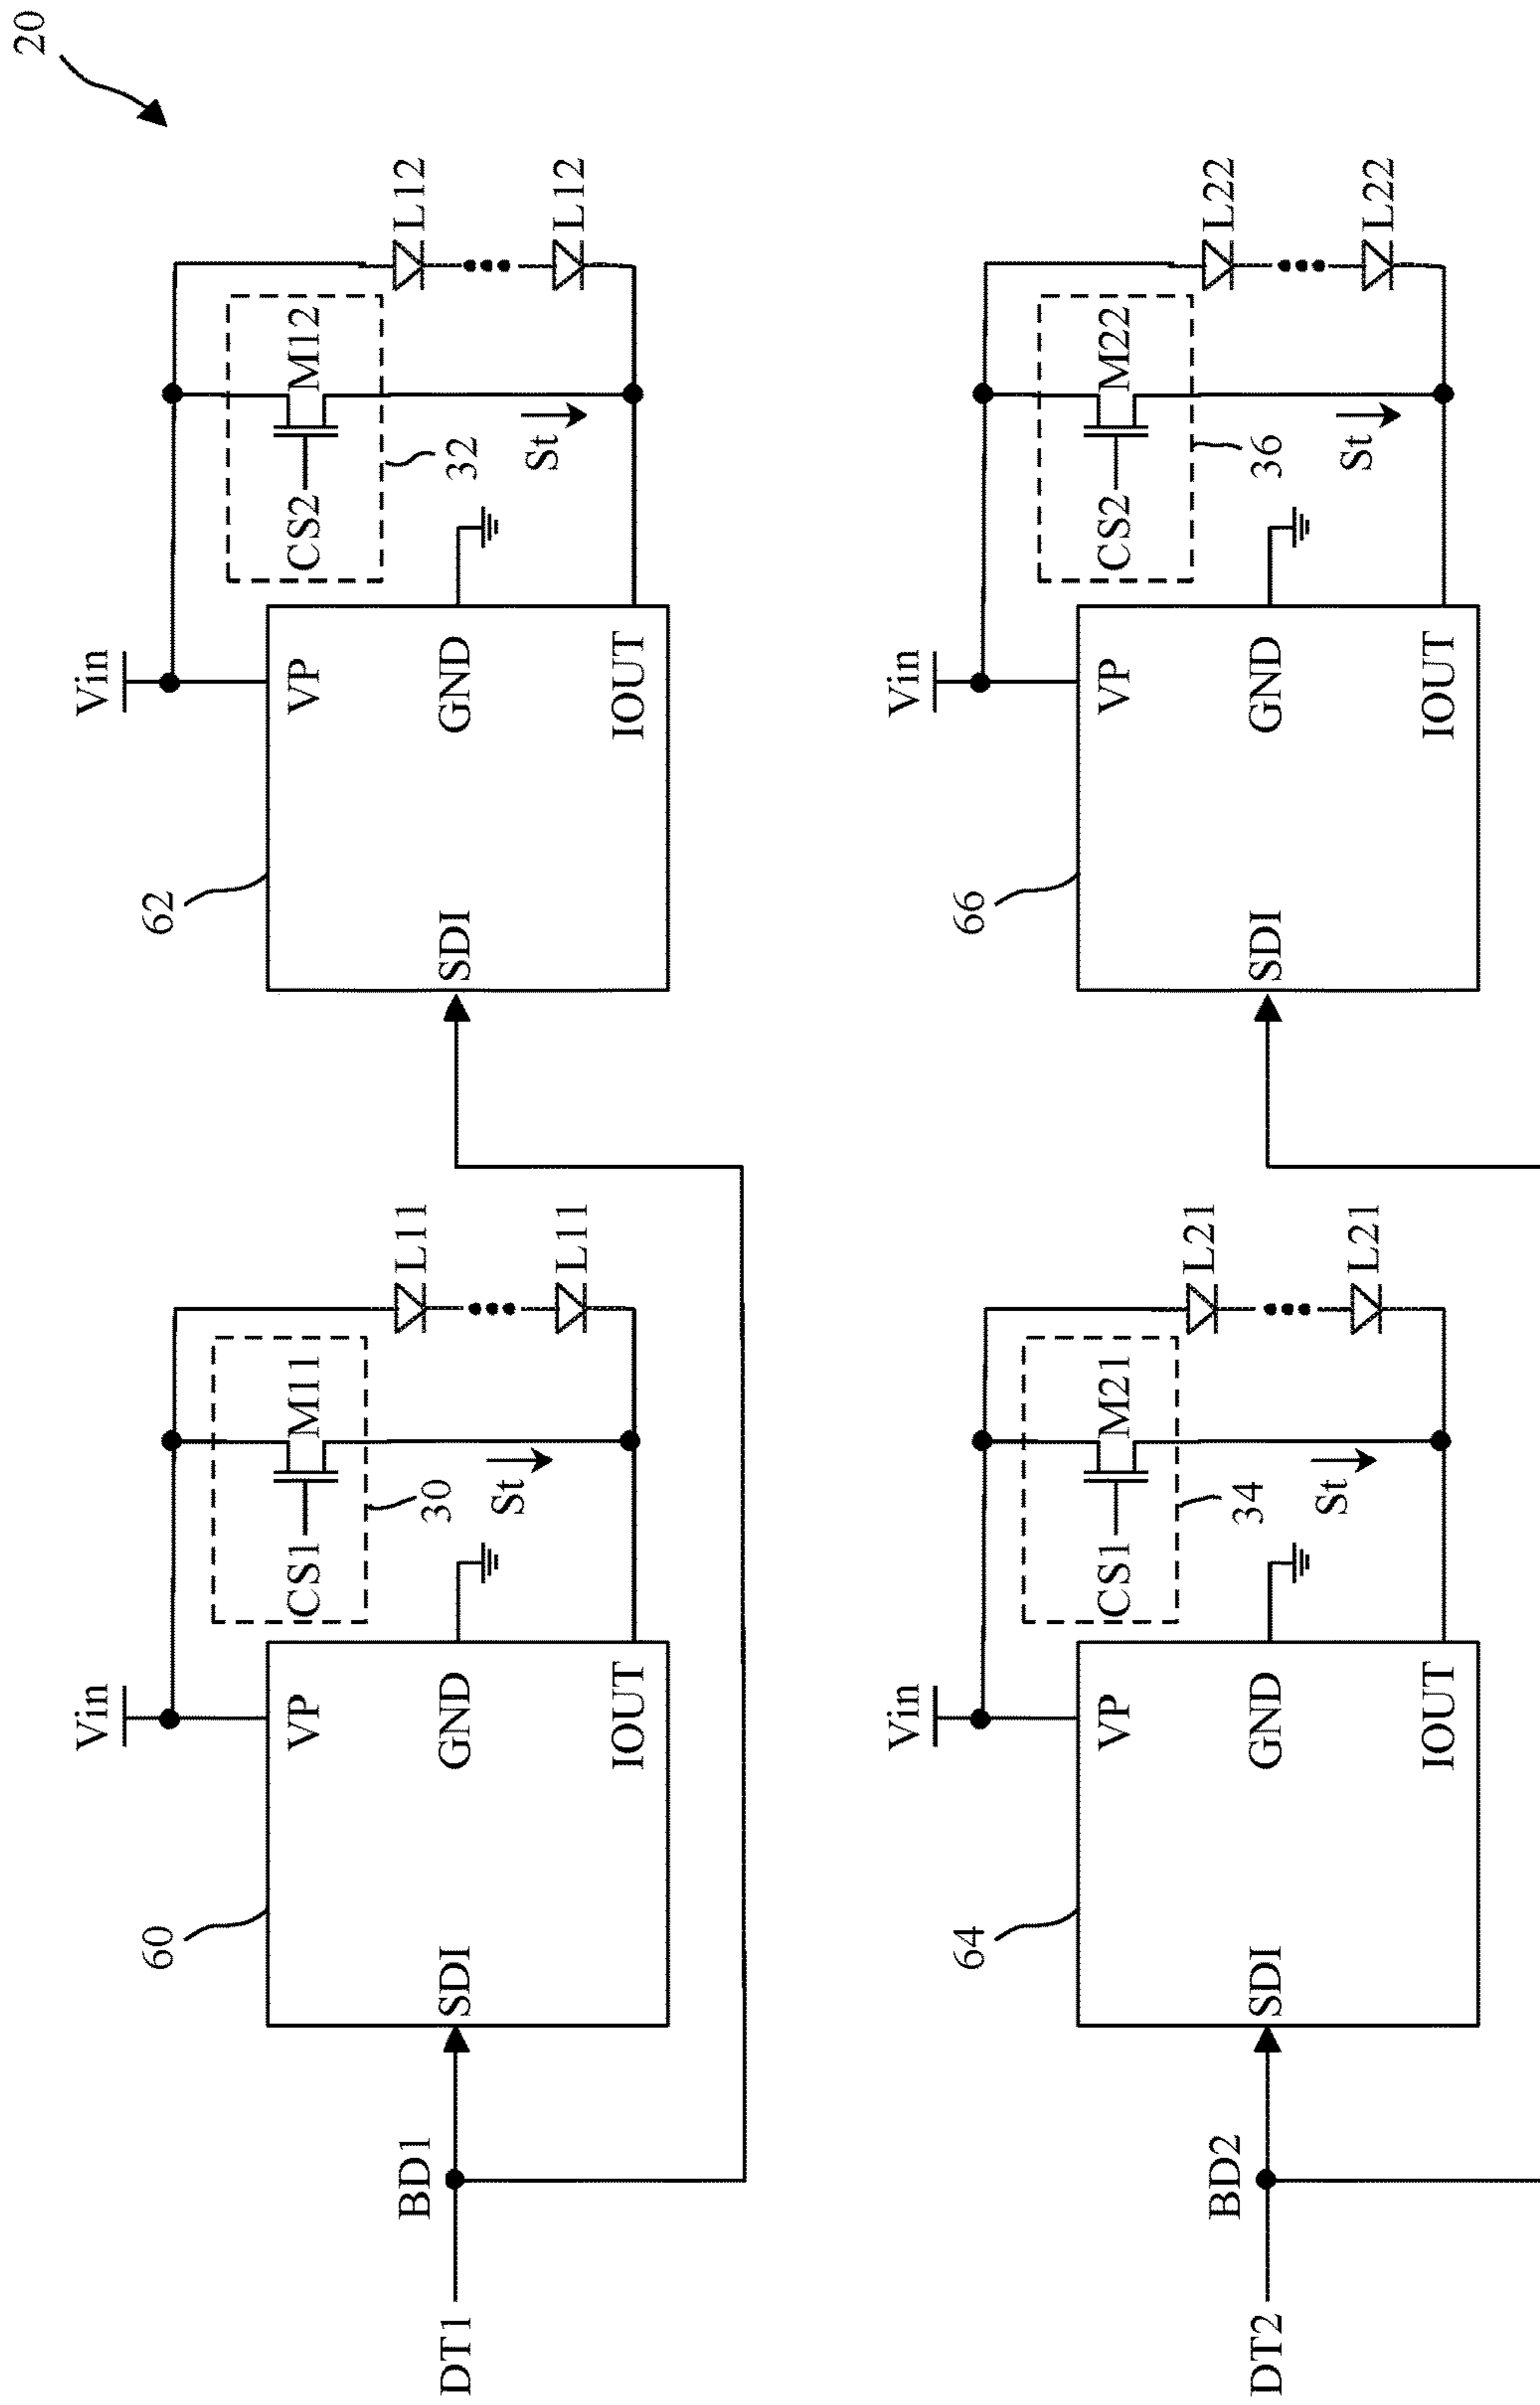 20
Vin
Vin
60
62
VP
CS1
M11
VP
CS2
M12
30
32
L11
L12
DT1
BD1
SDI
GND
SDI
GND
St
St
L11
L12
IOUT
IOUT
Vin
Vin
64
66
VP
CS1
M21
VP
CS2
M22
34
36
L21
L22
DT2
BD2
SDI
GND
SDI
GND
St
St
L21
L22
IOUT
IOUT